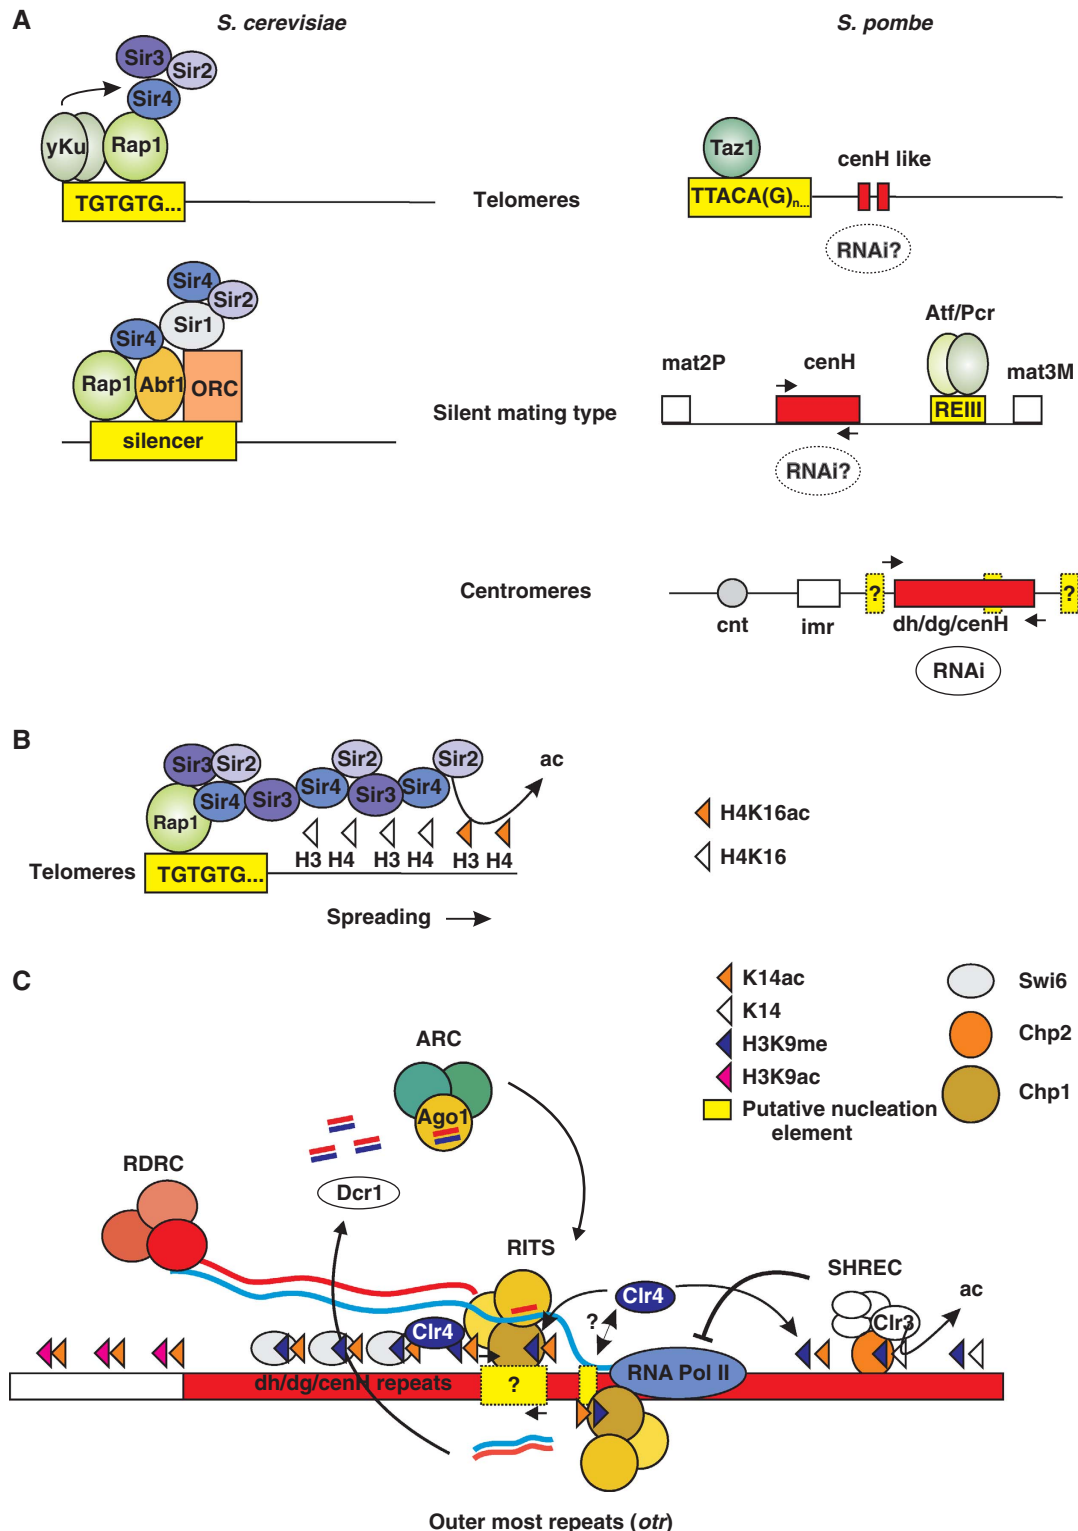 A
S. cerevisiae
S. pombe
Sir3
Sir2
Sir4
yKu
Rap1
TGTGTG...
Telomeres
Taz1
cenH like
TTACA(G)n...
RNAi?
Sir4
Sir2
Sir1
Sir4
Rap1
Abf1
ORC
silencer
Silent mating type
Atf/Pcr
mat2P
cenH
mat3M
REIII
RNAi?
Centromeres
?
?
cnt
imr
dh/dg/cenH
RNAi
B
Sir3
Sir2
Sir2
Sir2
ac
Sir4
Sir3
Sir4
Sir3
Sir4
Rap1
H3 H4 H3 H4 H3 H4
Telomeres
TGTGTG...
Spreading
H4K16ac
H4K16
C
K14ac
K14
H3K9me
H3K9ac
Putative nucleation
element
Swi6
Chp2
Chp1
ARC
Ago1
RDRC
Dcr1
RITS
Clr4
?
SHREC
ac
Clr3
Clr4
RNA Pol II
dh/dg/cenH repeats
?
Outer most repeats (otr)